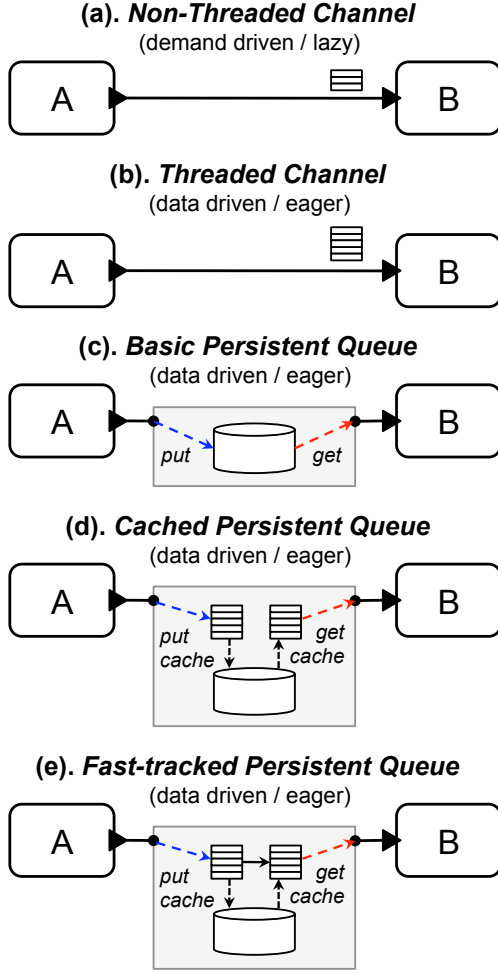 (a). Non-Threaded Channel
(demand driven / lazy)
A B
(b). Threaded Channel
(data driven / eager)
A B
(c). Basic Persistent Queue
(data driven / eager)
A B
put get
(d). Cached Persistent Queue
(data driven / eager)
A B
put get
cache cache
(e). Fast-tracked Persistent Queue
(data driven / eager)
A B
put get
cache cache